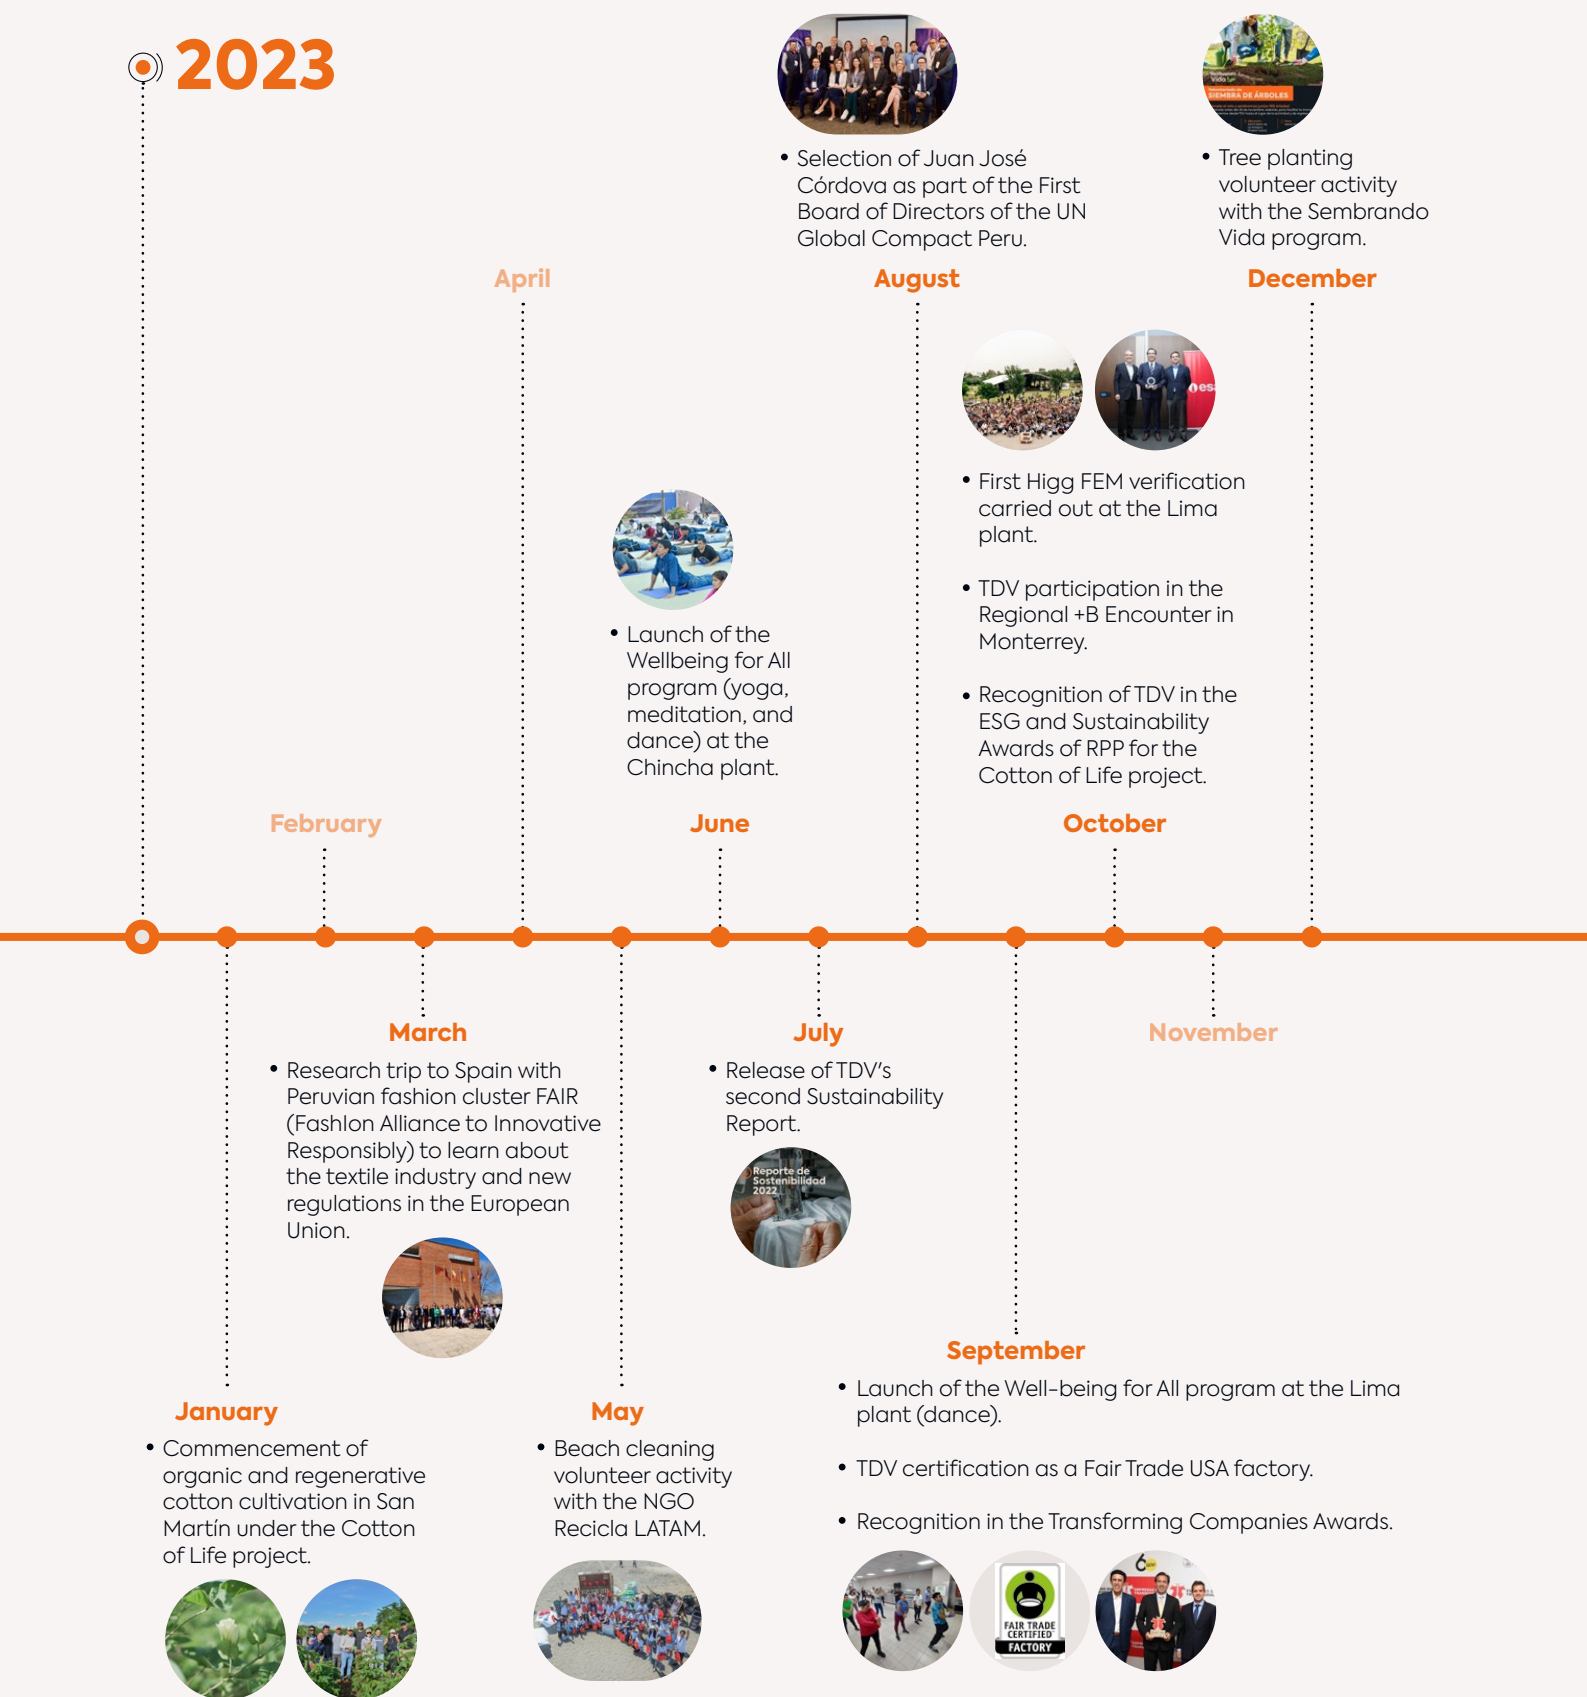 2023
Selection of Juan José
Córdova as part of the First
Board of Directors of the UN
Global Compact Peru.
Vida
SIEMBRA DE ÁRBOLES
• Tree planting
volunteer activity
with the Sembrando
Vida program.
April
August
December
• First Higg FEM verification
carried out at the Lima
plant.
• TDV participation in the
Regional +B Encounter in
Monterrey.
• Recognition of TDV in the
ESG and Sustainability
Awards of RPP for the
Cotton of Life project.
• Launch of the
Wellbeing for All
program (yoga,
meditation, and
dance) at the
Chincha plant.
February
June
October
March
• Research trip to Spain with
Peruvian fashion cluster FAIR
(FashIon Alliance to Innovative
Responsibly) to learn about
the textile industry and new
regulations in the European
Union.
July
• Release of TDV's
second Sustainability
Report.
Reporte de
Sostenibilidad
2022
November
January
• Commencement of
organic and regenerative
cotton cultivation in San
Martín under the Cotton
of Life project.
May
• Beach cleaning
volunteer activity
with the NGO
Recicla LATAM.
September
• Launch of the Well-being for All program at the Lima
plant (dance).
• TDV certification as a Fair Trade USA factory.
• Recognition in the Transforming Companies Awards.
FAIR TRADE
CERTIFIED
FACTORY